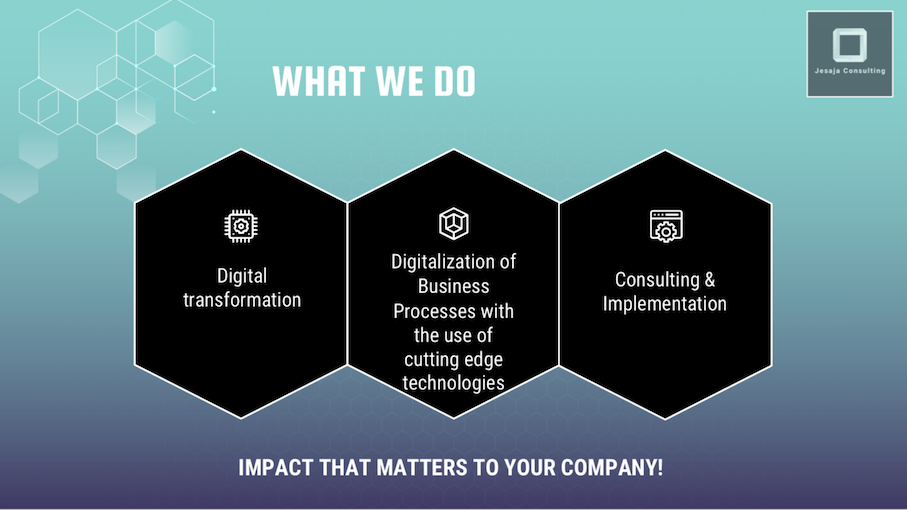 WHAT WE DO
Jesaja Consulting
Digital
transformation
Digitalization of
Business
Processes with
the use of
cutting edge
technologies
Consulting &
Implementation
IMPACT THAT MATTERS TO YOUR COMPANY!